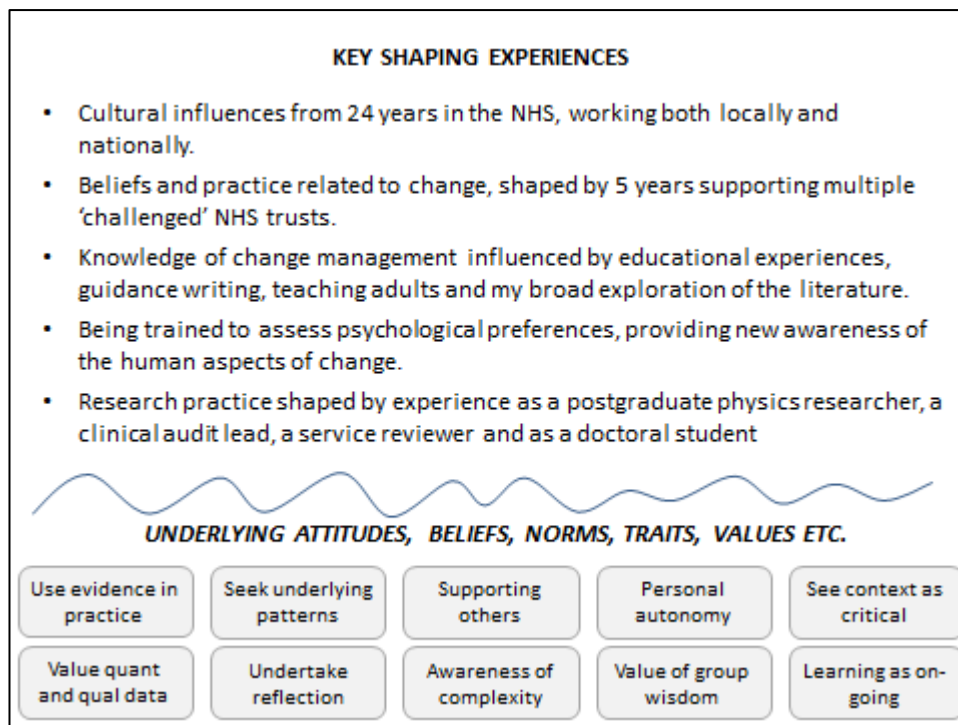 KEY SHAPING EXPERIENCES
• Cultural influences from 24 years in the NHS, working both locally and
nationally.
• Beliefs and practice related to change, shaped by 5 years supporting multiple
‘challenged’ NHS trusts.
• Knowledge of change management influenced by educational experiences,
guidance writing, teaching adults and my broad exploration of the literature.
• Being trained to assess psychological preferences, providing new awareness of
the human aspects of change.
• Research practice shaped by experience as a postgraduate physics researcher, a
clinical audit lead, a service reviewer and as a doctoral student
UNDERLYING ATTITUDES, BELIEFS, NORMS, TRAITS, VALUES ETC.
Use evidence in
practice
Seek underlying
patterns
Supporting
others
Personal
autonomy
See context as
critical
Value quant
and qual data
Undertake
reflection
Awareness of
complexity
Value of group
wisdom
Learning as on-
going